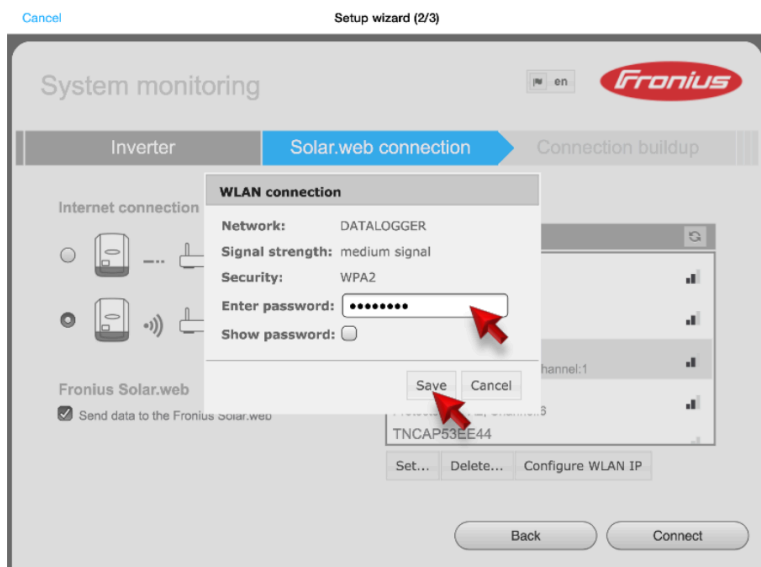 Cancel
Setup wizard (2/3)
System monitoring
en
Fronius
Inverter
Solar.web connection
Connection buildup
Internet connection
WLAN connection
Network: DATALOGGER
Signal strength: medium signal
Security: WPA2
Enter password: ••••••••
Show password:
Save
Cancel
hannel:1
Fronius Solar.web
Send data to the Fronius Solar.web
TNCAP53EE44
Set...
Delete...
Configure WLAN IP
Back
Connect